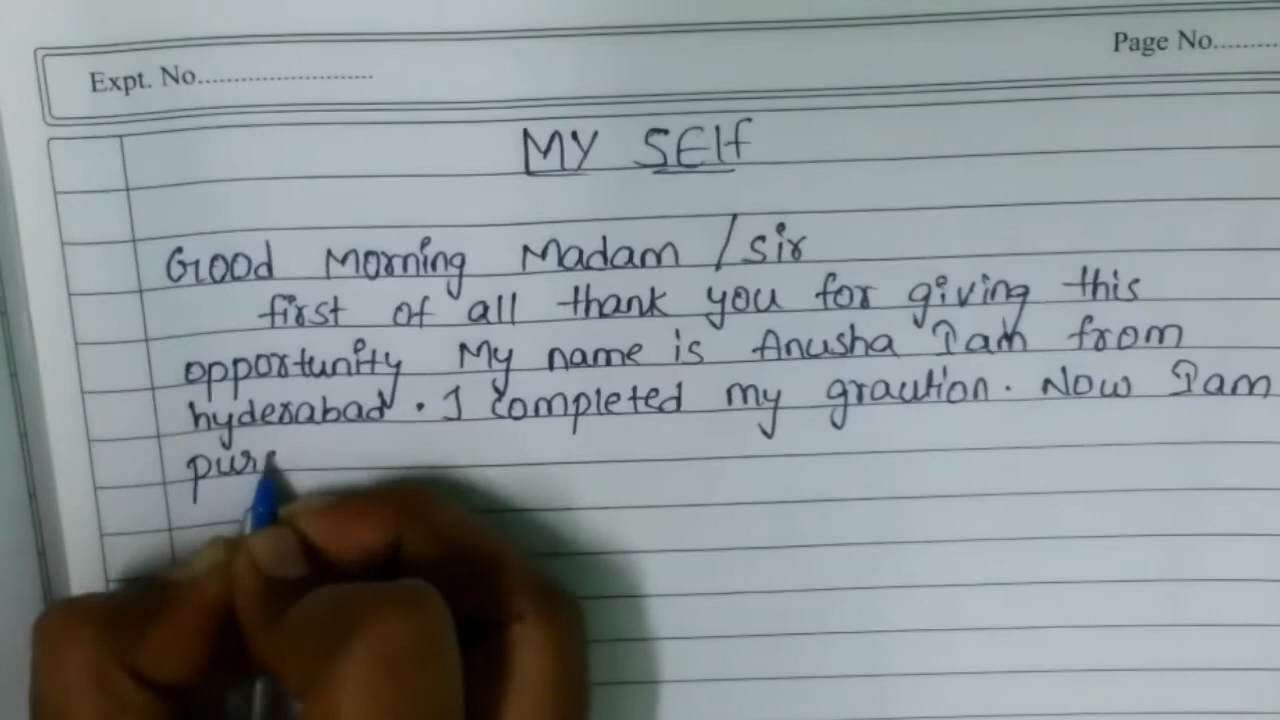 Expt. No........................
Page No.........
MY SElf
Good Morning Madam / sir
first of all thank you for giving this
opportunity My name is Anusha I am from
hyderabad. I completed my graution. Now I am
pur